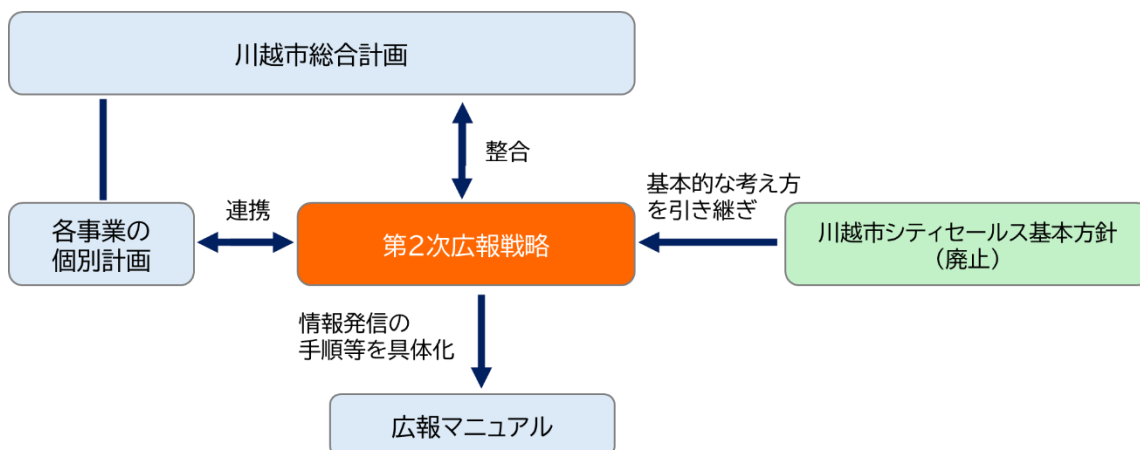 川越市総合計画
整合
基本的な考え方
を引き継ぎ
連携
各事業の
個別計画
第2次広報戦略
川越市シティセールス基本方針
（廃止）
情報発信の
手順等を具体化
広報マニュアル